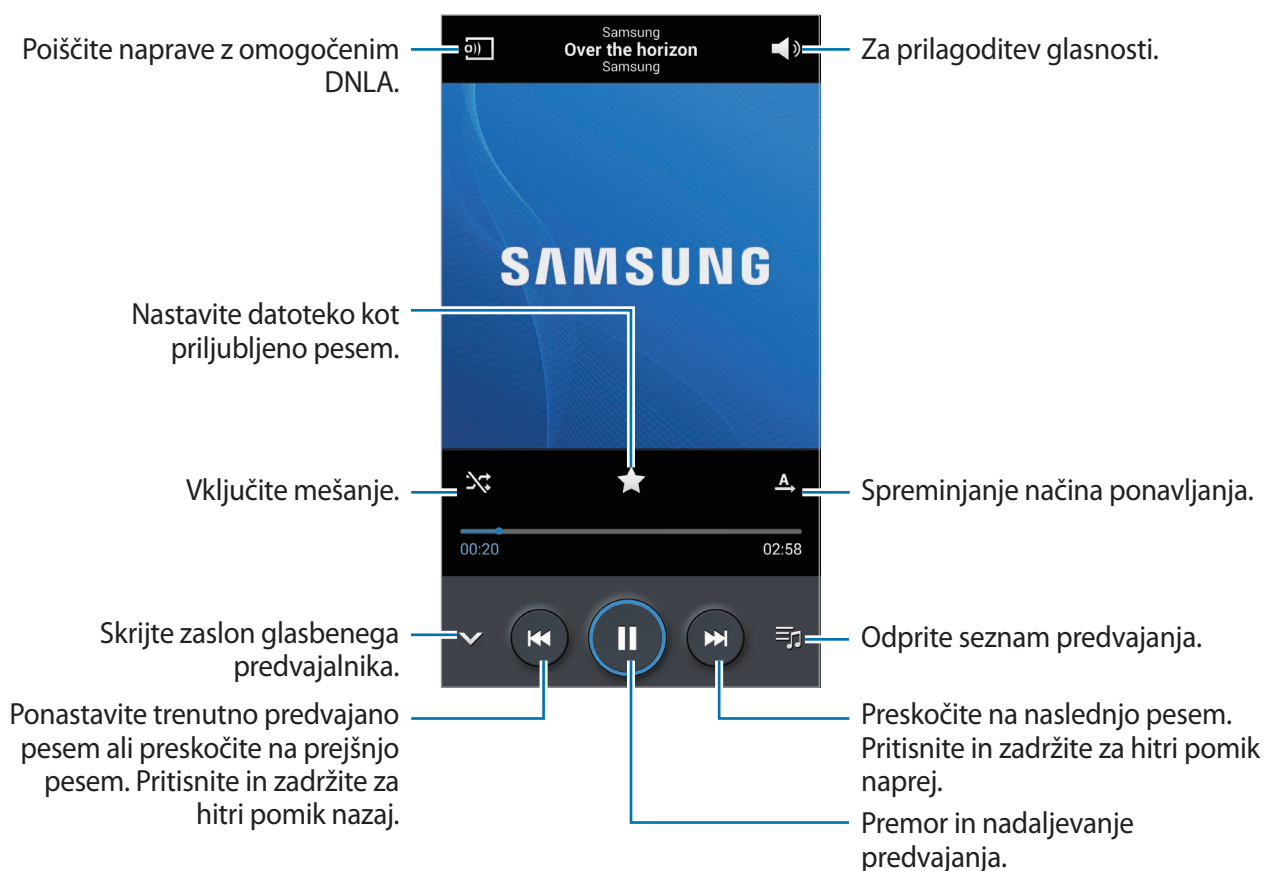 Poiščite naprave z omogočenim
DNLA.
Samsung
Over the horizon
Samsung
Za prilagoditev glasnosti.
SAMSUNG
Nastavite datoteko kot
priljubljeno pesem.
Vključite mešanje.
A
Spreminjanje načina ponavljanja.
00:20
02:58
Skrijte zaslon glasbenega
predvajalnika.
Odprite seznam predvajanja.
Ponastavite trenutno predvajano
pesem ali preskočite na prejšnjo
pesem. Pritisnite in zadržite za
hitri pomik nazaj.
Preskočite na naslednjo pesem.
Pritisnite in zadržite za hitri pomik
naprej.
Premor in nadaljevanje
predvajanja.